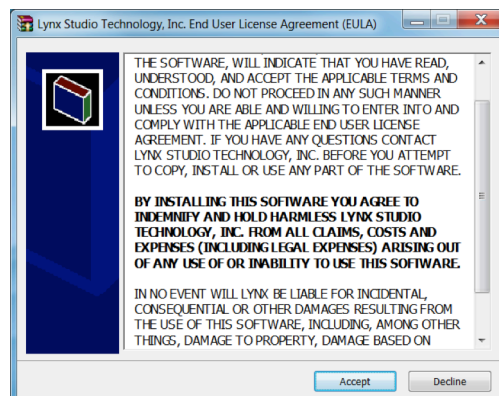 Lynx Studio Technology, Inc. End User License Agreement (EULA)
THE SOFTWARE, WILL INDICATE THAT YOU HAVE READ,
UNDERSTOOD, AND ACCEPT THE APPLICABLE TERMS AND
CONDITIONS. DO NOT PROCEED IN ANY SUCH MANNER
UNLESS YOU ARE ABLE AND WILLING TO ENTER INTO AND
COMPLY WITH THE APPLICABLE END USER LICENSE
AGREEMENT. IF YOU HAVE ANY QUESTIONS CONTACT
LYNX STUDIO TECHNOLOGY, INC. BEFORE YOU ATTEMPT
TO COPY, INSTALL OR USE ANY PART OF THE SOFTWARE.
BY INSTALLING THIS SOFTWARE YOU AGREE TO
INDEMNIFY AND HOLD HARMLESS LYNX STUDIO
TECHNOLOGY, INC. FROM ALL CLAIMS, COSTS AND
EXPENSES (INCLUDING LEGAL EXPENSES) ARISING OUT
OF ANY USE OF OR INABILITY TO USE THIS SOFTWARE.
IN NO EVENT WILL LYNX BE LIABLE FOR INCIDENTAL,
CONSEQUENTIAL OR OTHER DAMAGES RESULTING FROM
THE USE OF THIS SOFTWARE, INCLUDING, AMONG OTHER
THINGS, DAMAGE TO PROPERTY, DAMAGE BASED ON
Accept Decline